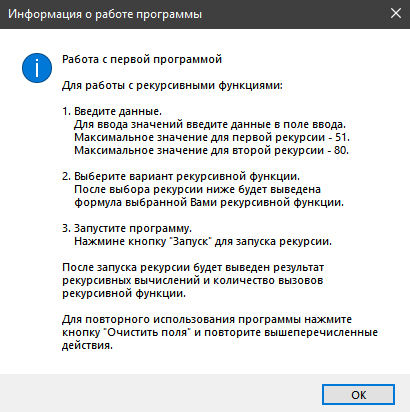 Информация о работе программы
Работа с первой программой
Для работы с рекурсивными функциями:
1. Введите данные.
Для ввода значений введите данные в поле ввода.
Максимальное значение для первой рекурсии - 51.
Максимальное значение для второй рекурсии - 80.
2. Выберите вариант рекурсивной функции.
После выбора рекурсии ниже будет выведена
формула выбранной Вами рекурсивной функции.
3. Запустите программу.
Нажмине кнопку "Запуск" для запуска рекурсии.
После запуска рекурсии будет выведен результат
рекурсивных вычислений и количество вызовов
рекурсивной функции.
Для повторного использования программы нажмите
кнопку "Очистить поля" и повторите вышеперечисленные
действия.
ОК